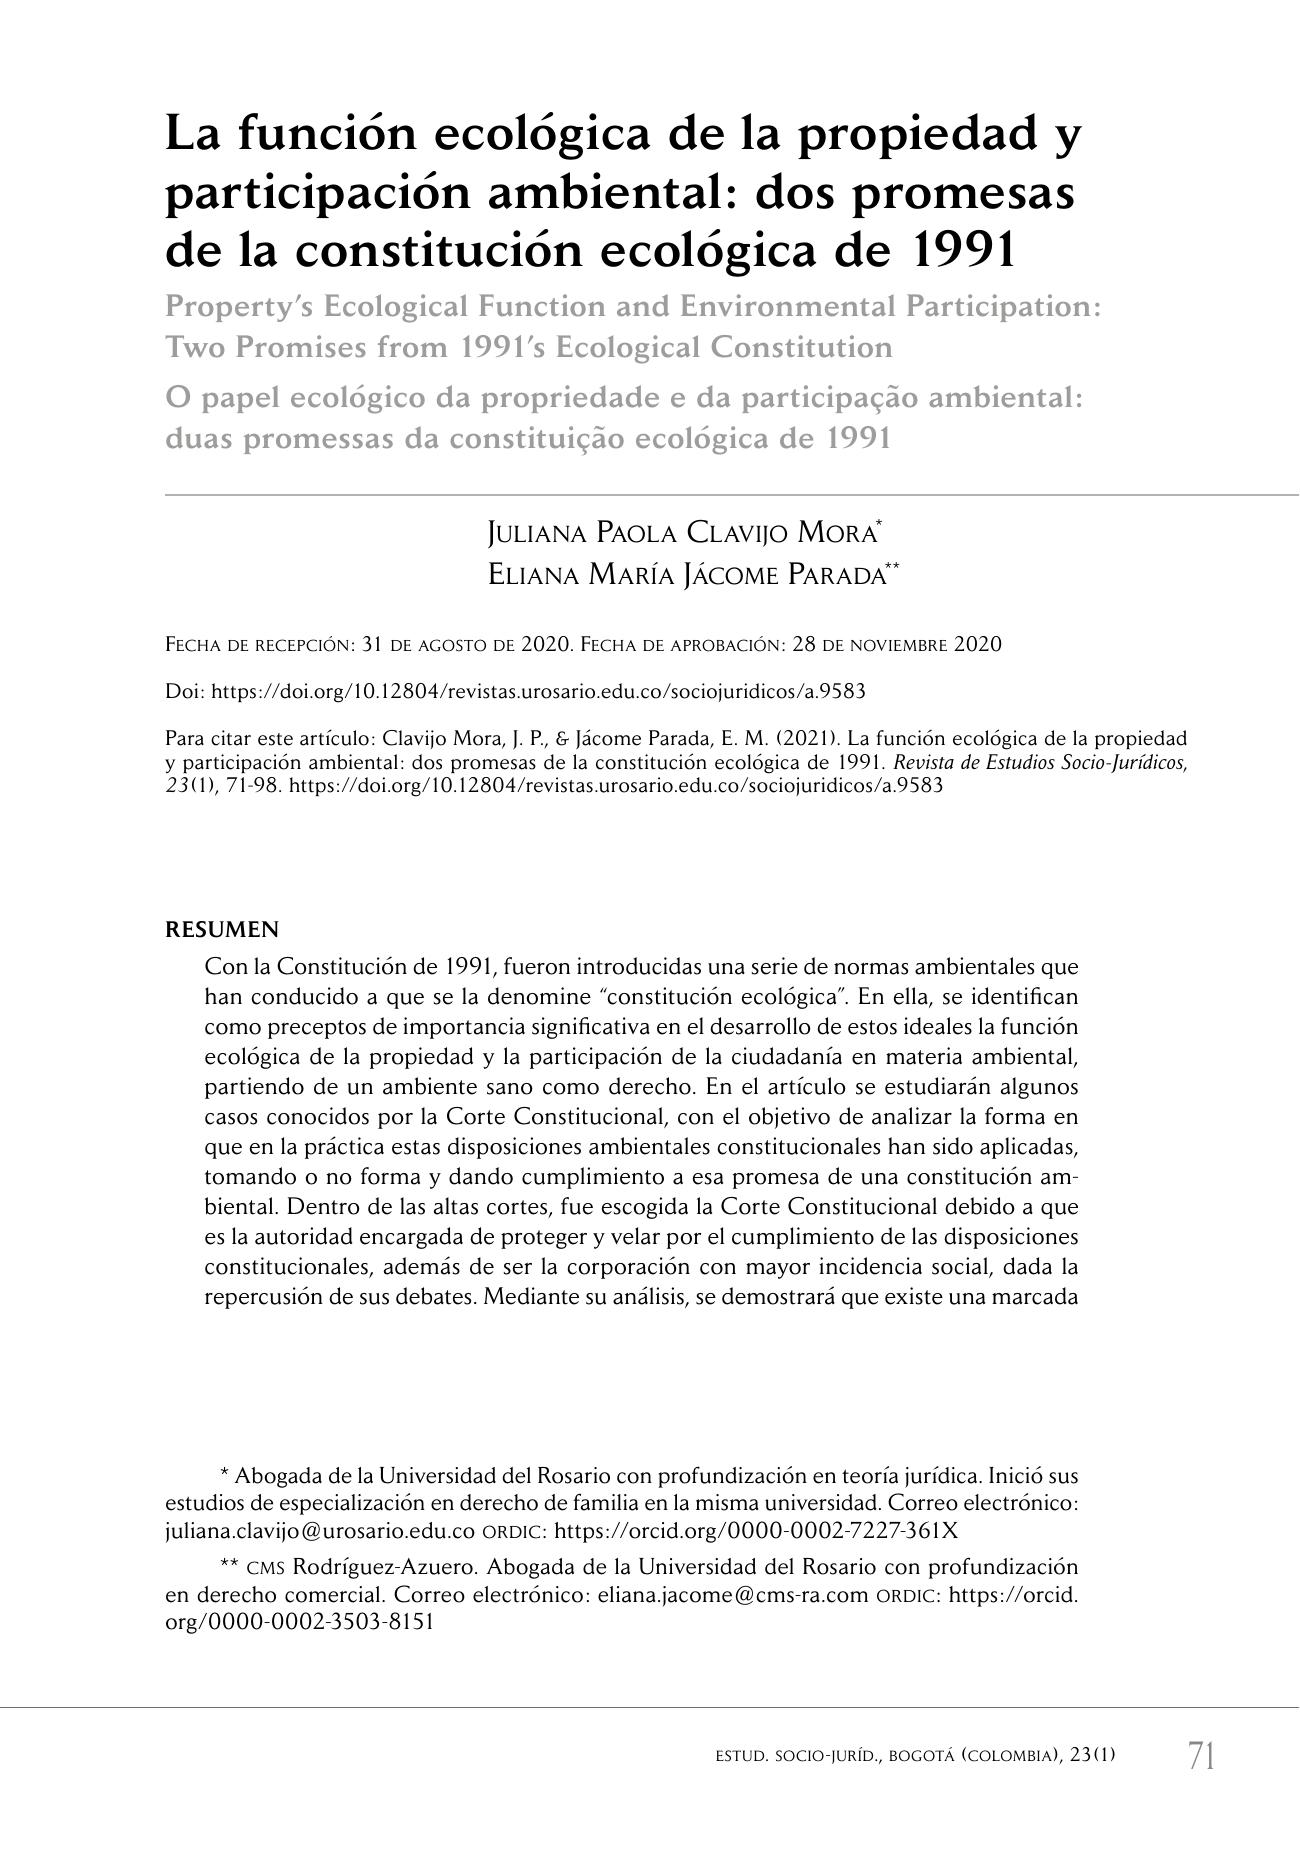 La función ecológica de la propiedad y
participación ambiental: dos promesas
de la constitución ecológica de 1991
Property’s Ecological Function and Environmental Participation:
Two Promises from 1991’s Ecological Constitution
O papel ecológico da propriedade e da participação ambiental:
duas promessas da constituição ecológica de 1991
Juliana Paola Clavijo Mora*
Eliana María Jácome Parada**
Fecha de recepción: 31 de agosto de 2020. Fecha de aprobación: 28 de noviembre 2020
Doi: https://doi.org/10.12804/revistas.urosario.edu.co/sociojuridicos/a.9583
Para citar este artículo: Clavijo Mora, J. P., & Jácome Parada, E. M. (2021). La función ecológica de la propiedad
y participación ambiental: dos promesas de la constitución ecológica de 1991. Revista de Estudios Socio-Jurídicos,
23(1), 71-98. https://doi.org/10.12804/revistas.urosario.edu.co/sociojuridicos/a.9583
RESUMEN
Con la Constitución de 1991, fueron introducidas una serie de normas ambientales que
han conducido a que se la denomine “constitución ecológica”. En ella, se identifican
como preceptos de importancia significativa en el desarrollo de estos ideales la función
ecológica de la propiedad y la participación de la ciudadanía en materia ambiental,
partiendo de un ambiente sano como derecho. En el artículo se estudiarán algunos
casos conocidos por la Corte Constitucional, con el objetivo de analizar la forma en
que en la práctica estas disposiciones ambientales constitucionales han sido aplicadas,
tomando o no forma y dando cumplimiento a esa promesa de una constitución am-
biental. Dentro de las altas cortes, fue escogida la Corte Constitucional debido a que
es la autoridad encargada de proteger y velar por el cumplimiento de las disposiciones
constitucionales, además de ser la corporación con mayor incidencia social, dada la
repercusión de sus debates. Mediante su análisis, se demostrará que existe una marcada
* Abogada de la Universidad del Rosario con profundización en teoría jurídica. Inició sus
estudios de especialización en derecho de familia en la misma universidad. Correo electrónico:
juliana.clavijo@urosario.edu.co ORDIC: https://orcid.org/0000-0002-7227-361X
** CMS Rodríguez-Azuero. Abogada de la Universidad del Rosario con profundización
en derecho comercial. Correo electrónico: eliana.jacome@cms-ra.com ORDIC: https://orcid.
org/0000-0002-3503-8151
ESTUD. SOCIO-JURÍD., BOGOTÁ (COLOMBIA), 23(1) 71